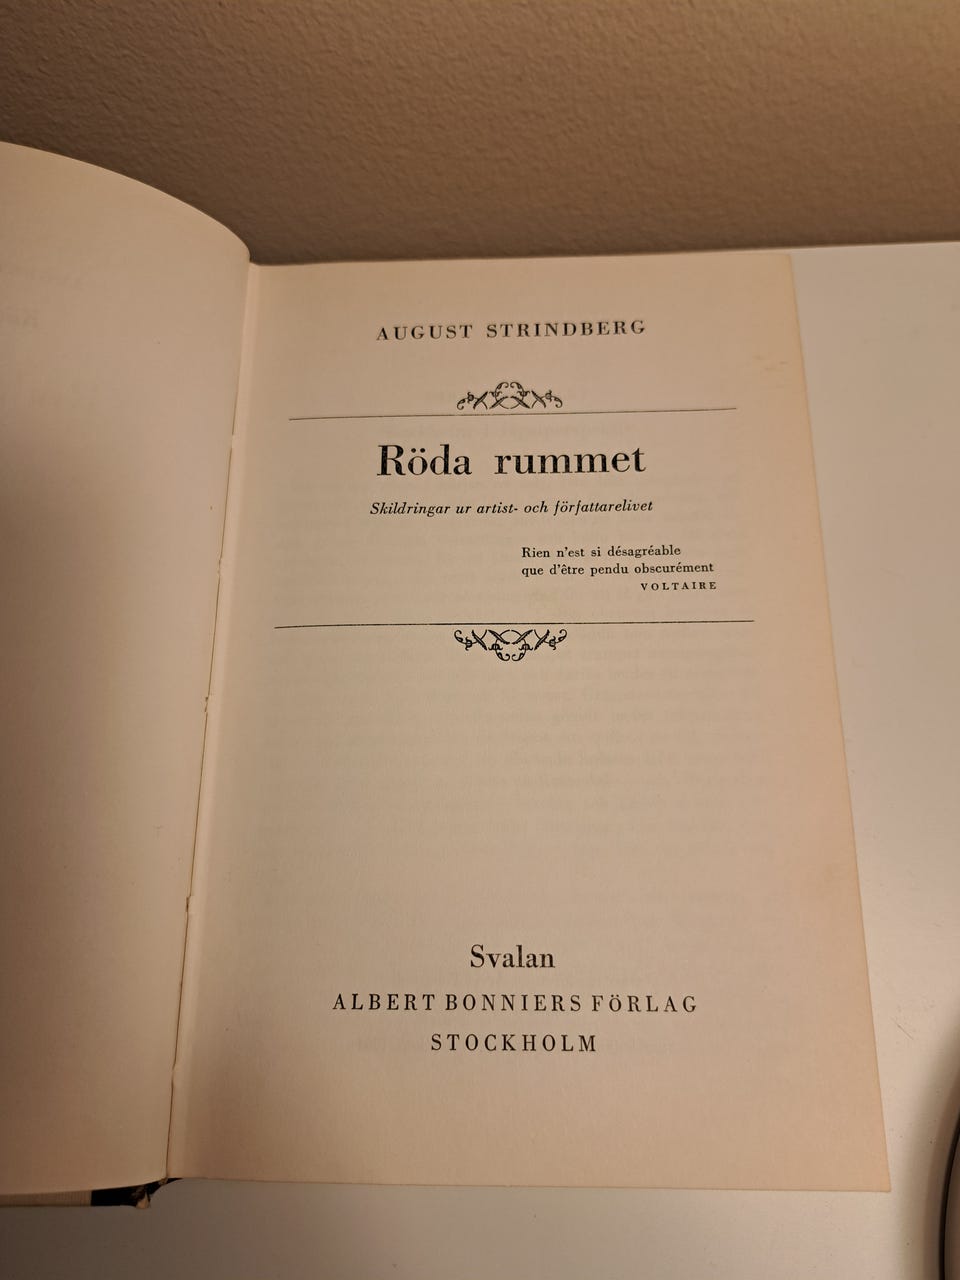 AUGUST STRINDBERG
Röda rummet
Skildringar ur artist- och författarelivet
Rien n'est si désagréable
que d'être pendu obscurément
VOLTAIRE
Svalan
ALBERT BONNIERS FÖRLAG
STOCKHOLM